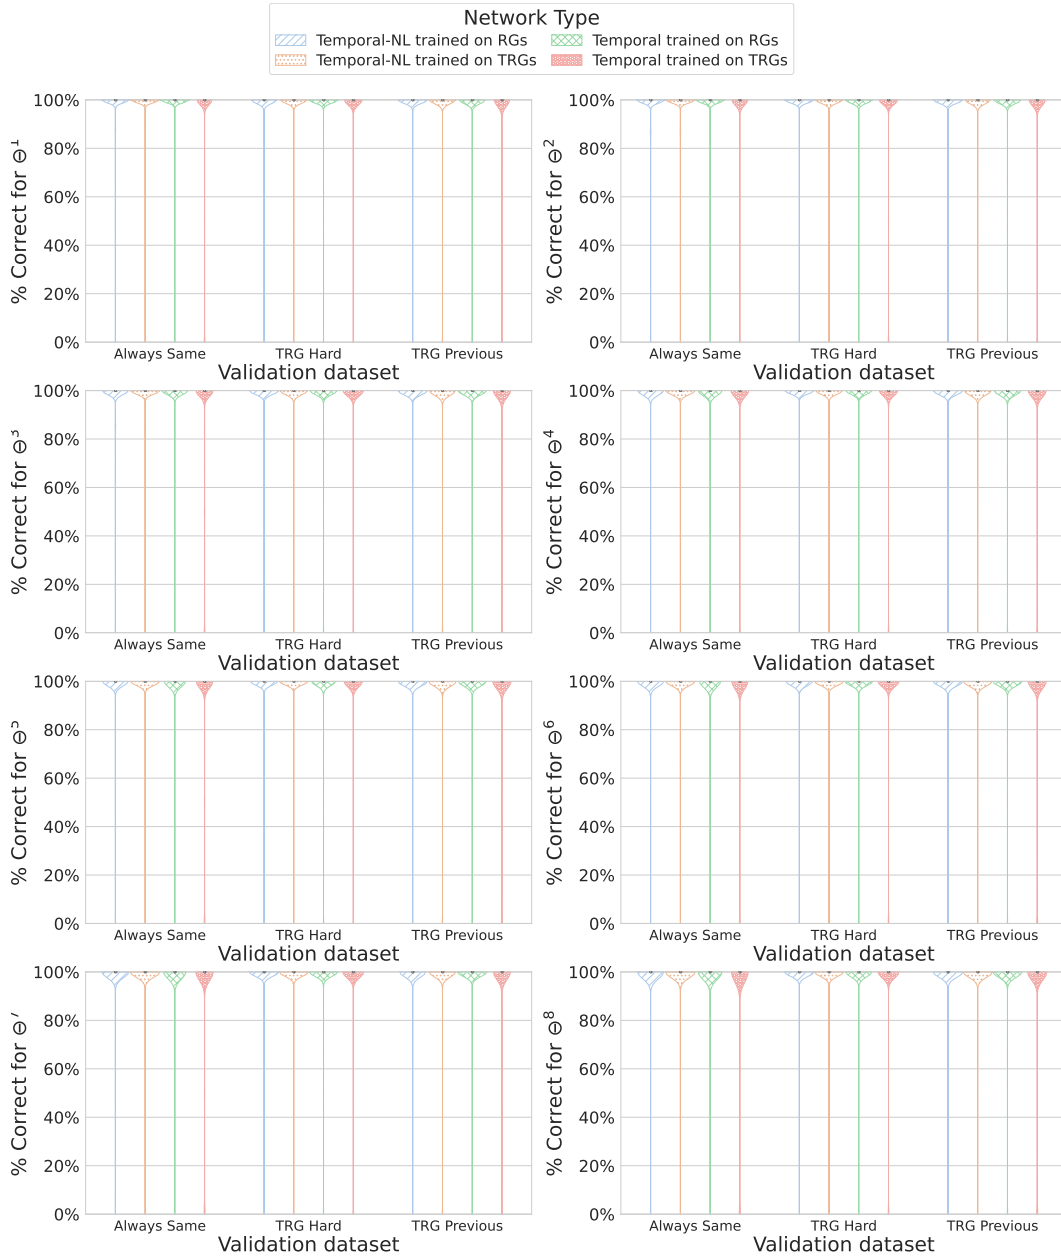 Network Type
Temporal-NL trained on RGs
Temporal-NL trained on TRGs
Temporal trained on RGs
Temporal trained on TRGs
% Correct for Θ¹
100%
80%
60%
40%
20%
0%
Always Same TRG Hard TRG Previous
Validation dataset
% Correct for Θ²
100%
80%
60%
40%
20%
0%
Always Same TRG Hard TRG Previous
Validation dataset
% Correct for Θ³
100%
80%
60%
40%
20%
0%
Always Same TRG Hard TRG Previous
Validation dataset
% Correct for Θ⁴
100%
80%
60%
40%
20%
0%
Always Same TRG Hard TRG Previous
Validation dataset
% Correct for Θ⁵
100%
80%
60%
40%
20%
0%
Always Same TRG Hard TRG Previous
Validation dataset
% Correct for Θ⁶
100%
80%
60%
40%
20%
0%
Always Same TRG Hard TRG Previous
Validation dataset
% Correct for Θ⁷
100%
80%
60%
40%
20%
0%
Always Same TRG Hard TRG Previous
Validation dataset
% Correct for Θ⁸
100%
80%
60%
40%
20%
0%
Always Same TRG Hard TRG Previous
Validation dataset